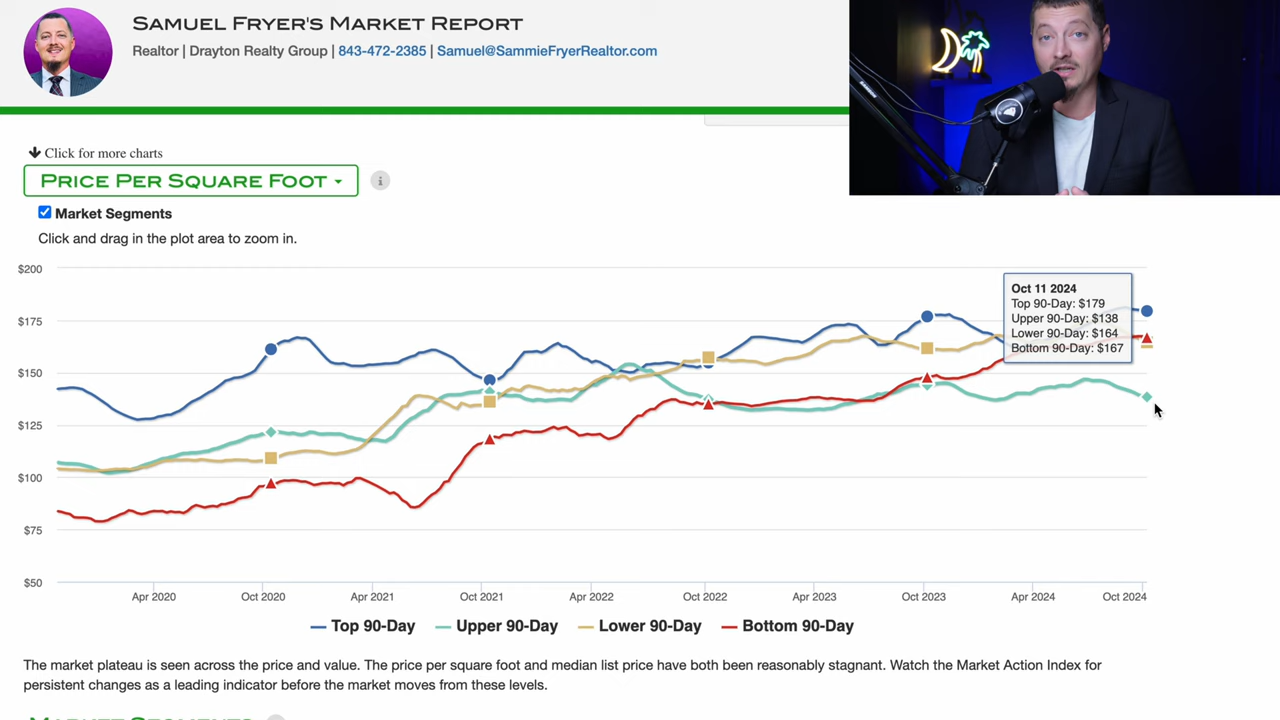 SAMUEL FRYER'S MARKET REPORT
Realtor | Drayton Realty Group | 843-472-2385 | Samuel@SammieFryerRealtor.com
Click for more charts
PRICE PER SQUARE FOOT
i
Market Segments
Click and drag in the plot area to zoom in.
$200
$175
$150
$125
$100
$75
$50
Oct 11 2024
Top 90-Day: $179
Upper 90-Day: $138
Lower 90-Day: $164
Bottom 90-Day: $167
Apr 2020 Oct 2020 Apr 2021 Oct 2021 Apr 2022 Oct 2022 Apr 2023 Oct 2023 Apr 2024 Oct 2024
Top 90-Day Upper 90-Day Lower 90-Day Bottom 90-Day
The market plateau is seen across the price and value. The price per square foot and median list price have both been reasonably stagnant. Watch the Market Action Index for
persistent changes as a leading indicator before the market moves from these levels.
MARKET SEGMENTS